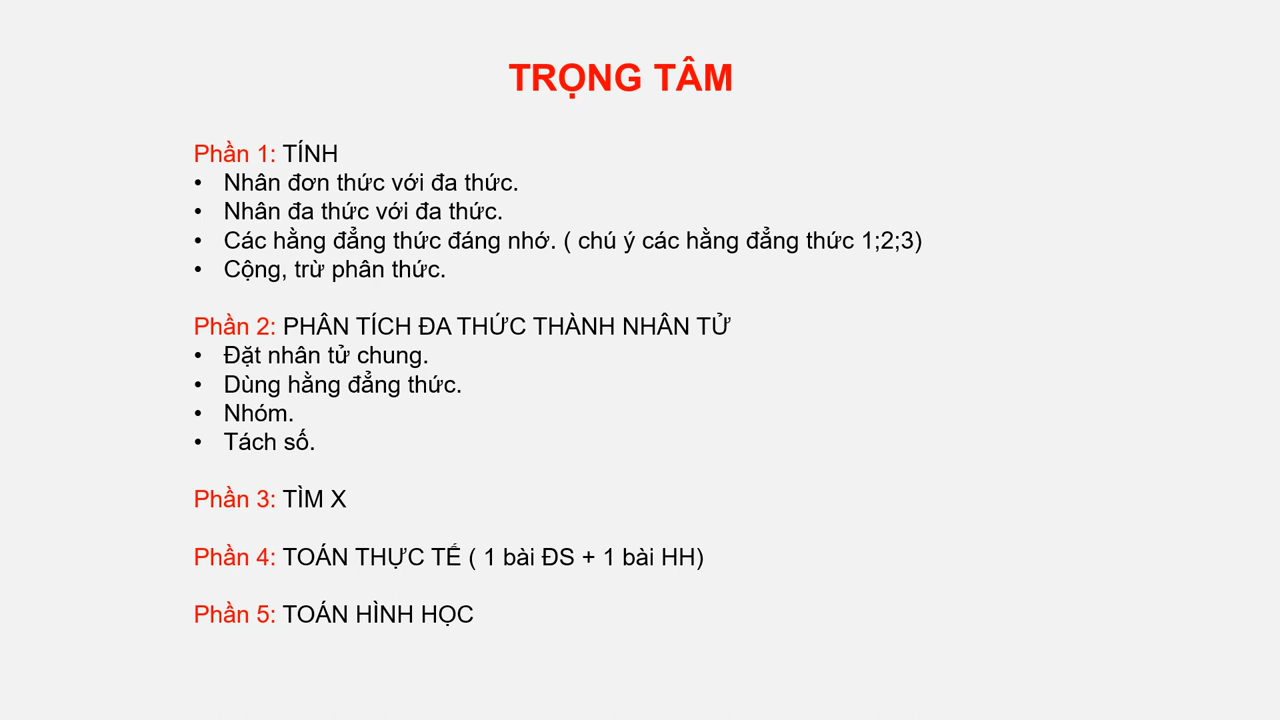 TRỌNG TÂM
Phần 1: TÍNH
• Nhân đơn thức với đa thức.
• Nhân đa thức với đa thức.
• Các hằng đẳng thức đáng nhớ. ( chú ý các hằng đẳng thức 1;2;3)
• Cộng, trừ phân thức.
Phần 2: PHÂN TÍCH ĐA THỨC THÀNH NHÂN TỬ
• Đặt nhân tử chung.
• Dùng hằng đẳng thức.
• Nhóm.
• Tách số.
Phần 3: TÌM X
Phần 4: TOÁN THỰC TẾ ( 1 bài ĐS + 1 bài HH)
Phần 5: TOÁN HÌNH HỌC